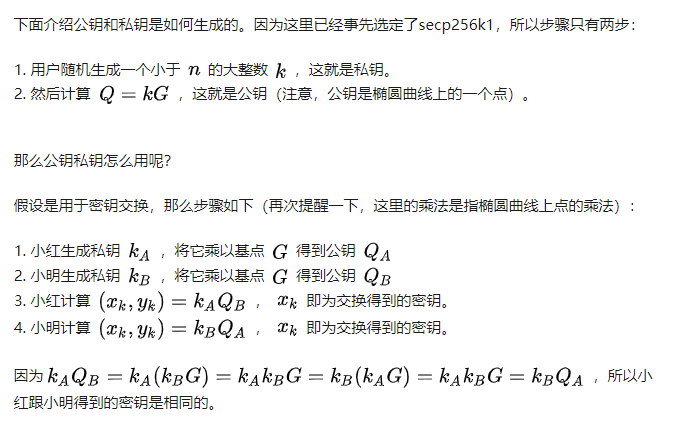 下面介绍公钥和私钥是如何生成的。因为这里已经事先选定了secp256k1，所以步骤只有两步：
1. 用户随机生成一个小于 n 的大整数 k ，这就是私钥。
2. 然后计算 Q = kG ，这就是公钥（注意，公钥是椭圆曲线上的一个点）。
那么公钥私钥怎么用呢？
假设是用于密钥交换，那么步骤如下（再次提醒一下，这里的乘法是指椭圆曲线上点的乘法）：
1. 小红生成私钥 k_A ，将它乘以基点 G 得到公钥 Q_A
2. 小明生成私钥 k_B ，将它乘以基点 G 得到公钥 Q_B
3. 小红计算 (x_k, y_k) = k_A Q_B ， x_k 即为交换得到的密钥。
4. 小明计算 (x_k, y_k) = k_B Q_A ， x_k 即为交换得到的密钥。
因为 k_A Q_B = k_A(k_B G) = k_A k_B G = k_B(k_A G) = k_A k_B G = k_B Q_A ，所以小
红跟小明得到的密钥是相同的。